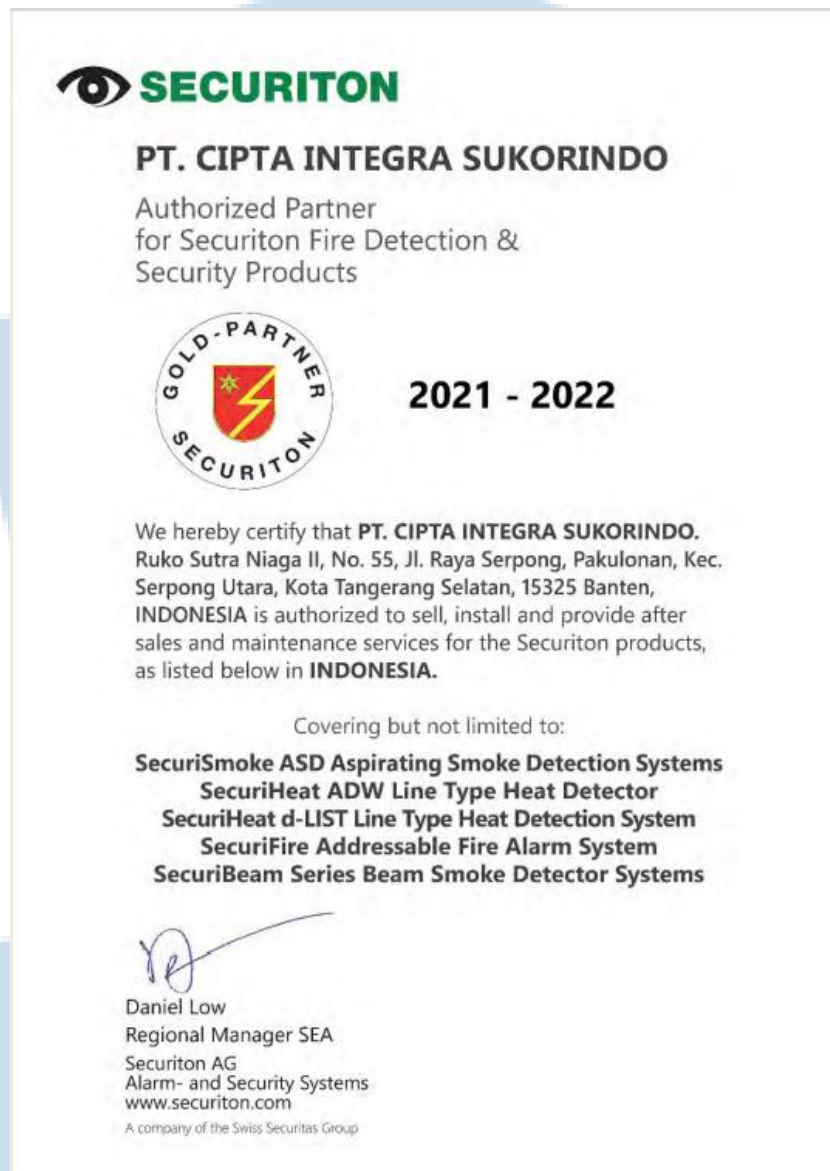 SECURITON
PT. CIPTA INTEGRA SUKORINDO
Authorized Partner
for Securiton Fire Detection &
Security Products
GOLD-PARTNER
SECURITON
2021 - 2022
We hereby certify that PT. CIPTA INTEGRA SUKORINDO.
Ruko Sutra Niaga II, No. 55, Jl. Raya Serpong, Pakulonan, Kec.
Serpong Utara, Kota Tangerang Selatan, 15325 Banten,
INDONESIA is authorized to sell, install and provide after
sales and maintenance services for the Securiton products,
as listed below in INDONESIA.
Covering but not limited to:
SecuriSmoke ASD Aspirating Smoke Detection Systems
SecuriHeat ADW Line Type Heat Detector
SecuriHeat d-LIST Line Type Heat Detection System
SecuriFire Addressable Fire Alarm System
SecuriBeam Series Beam Smoke Detector Systems
Daniel Low
Regional Manager SEA
Securiton AG
Alarm- and Security Systems
www.securiton.com
A company of the Swiss Securitas Group